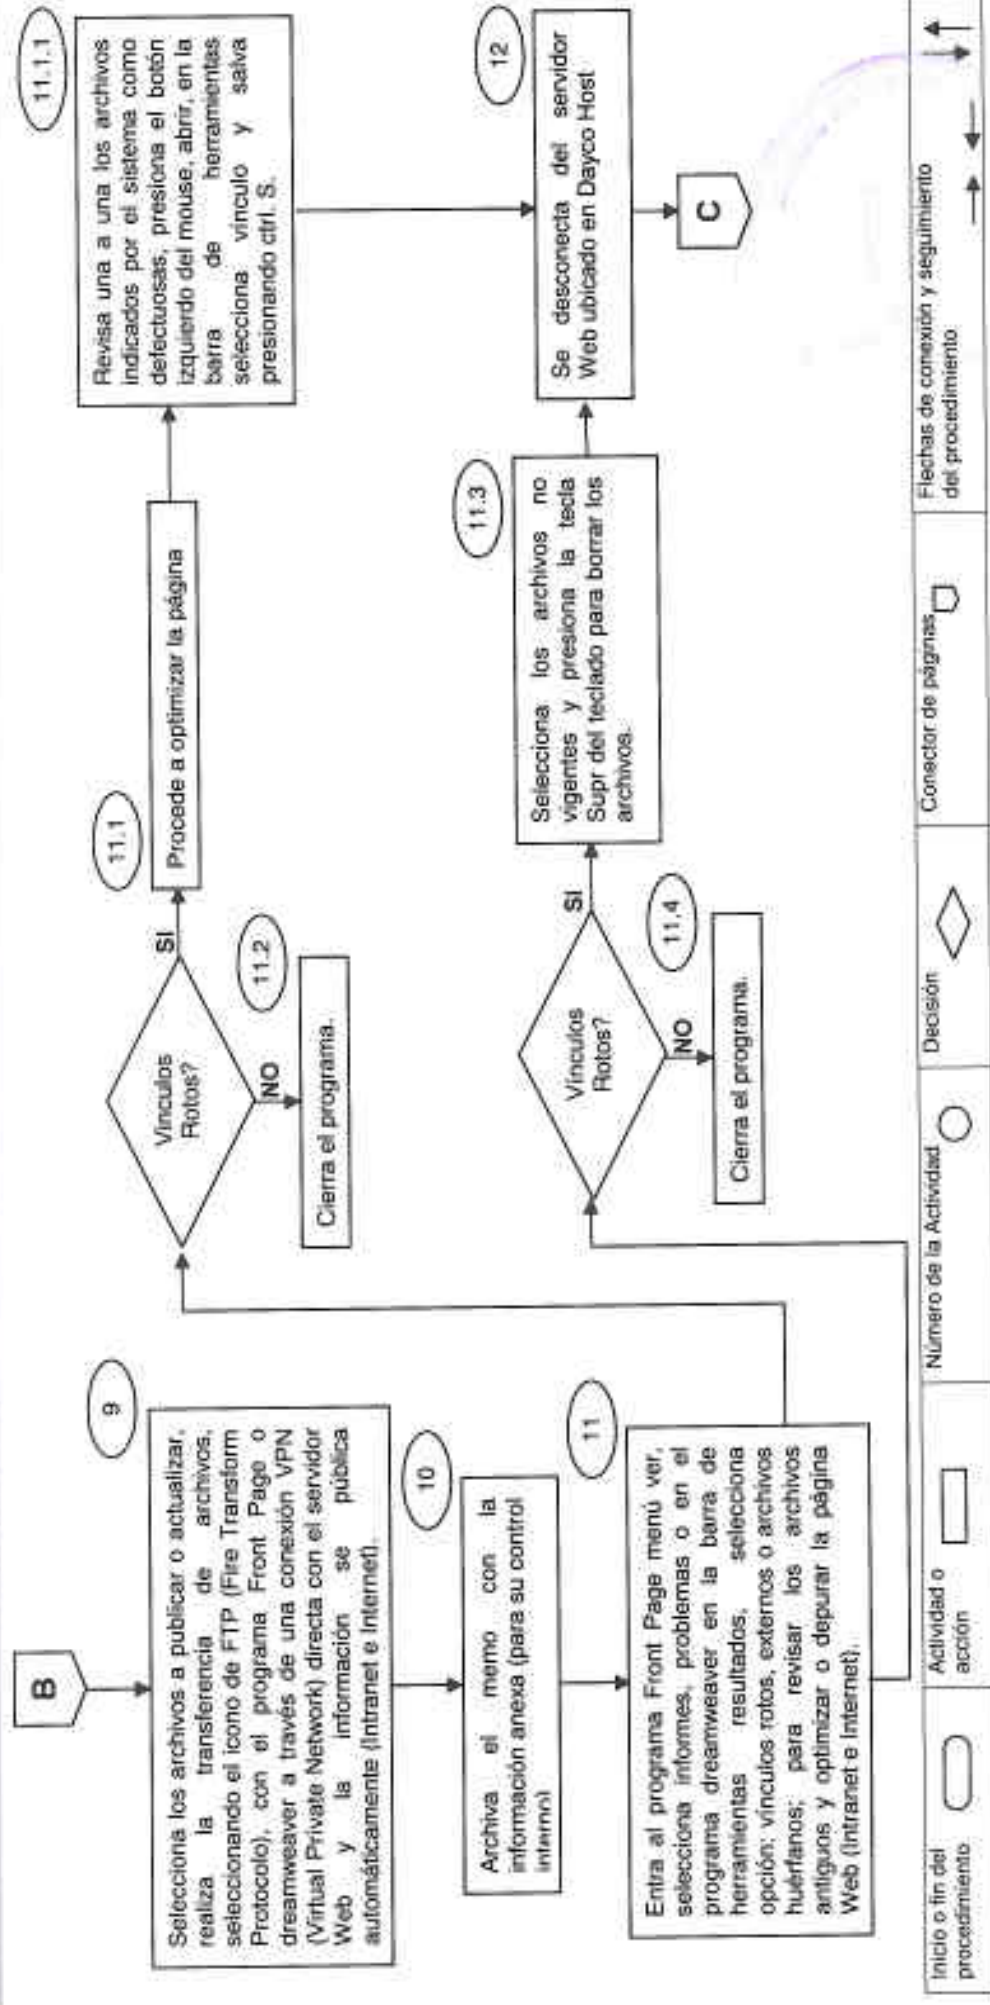 B
9
Selecciona los archivos a publicar o actualizar,
realiza la transferencia de archivos,
seleccionando el icono de FTP (Fire Transform
Protocolo), con el programa Front Page o
dreamweaver a través de una conexión VPN
(Virtual Private Network) directa con el servidor
Web y la información se pública
automáticamente (Intranet e Internet).
10
Archiva el memo con la
información anexa (para su control
interno)
11
Entra al programa Front Page menú ver,
selecciona informes, problemas o en el
programa dreamweaver en la barra de
herramientas resultados, selecciona
opción: vínculos rotos, externos o archivos
huérfanos; para revisar los archivos
antiguos y optimizar o depurar la página
Web (Intranet e Internet).
Vinculos
Rotos?
SI
NO
11.1
Procede a optimizar la página
11.2
Cierra el programa.
11.1.1
Revisa una a una los archivos
indicados por el sistema como
defectuosas, presiona el botón
izquierdo del mouse, abrir, en la
barra de herramientas
selecciona vinculo y salva
presionando ctrl. S.
Vínculos
Rotos?
SI
NO
11.3
Selecciona los archivos no
vigentes y presiona la tecla
Supr del teclado para borrar los
archivos.
11.4
Cierra el programa.
12
Se desconecta del servidor
Web ubicado en Dayco Host
C
Inicio o fin del
procedimiento
Actividad o
acción
Número de la Actividad
Decisión
Conector de páginas
Flechas de conexión y seguimiento
del procedimiento